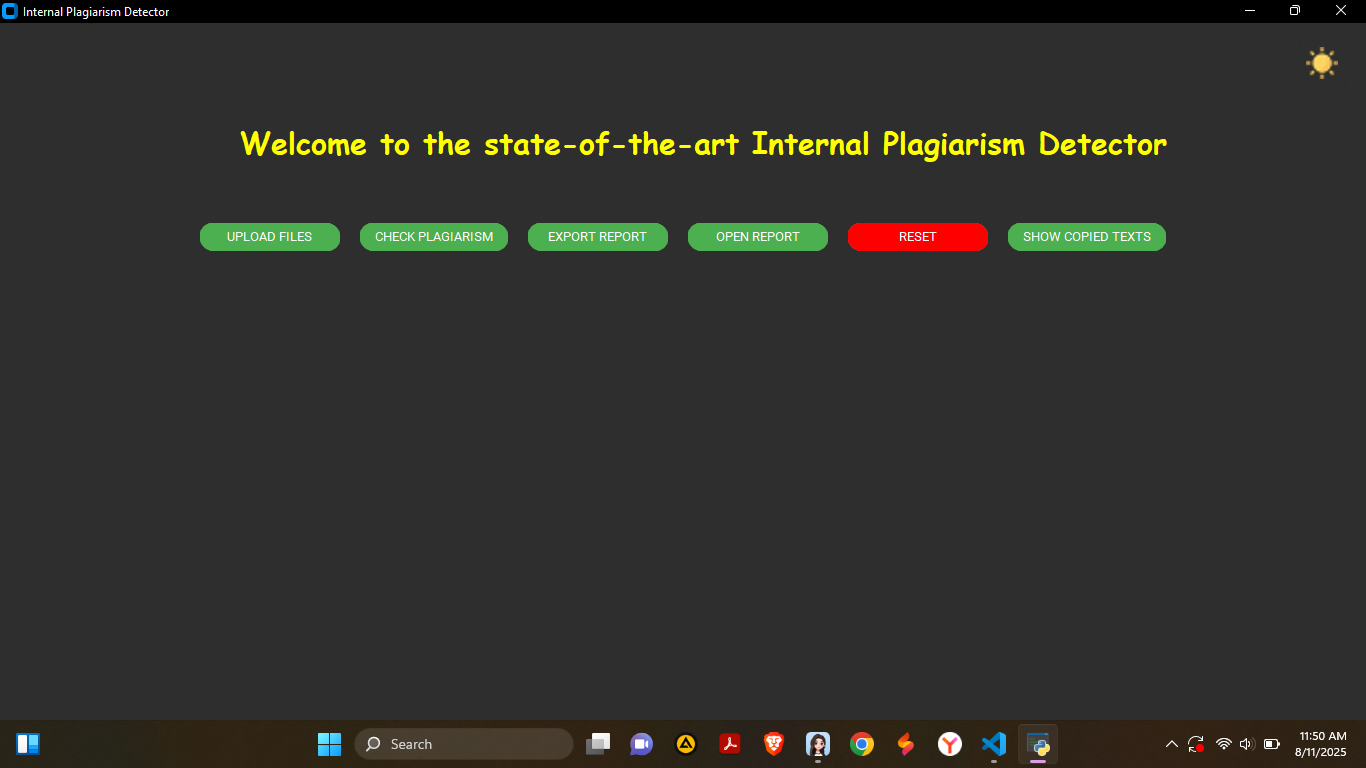 Internal Plagiarism Detector
Welcome to the state-of-the-art Internal Plagiarism Detector
UPLOAD FILES
CHECK PLAGIARISM
EXPORT REPORT
OPEN REPORT
RESET
SHOW COPIED TEXTS
Search
11:50 AM
8/11/2025